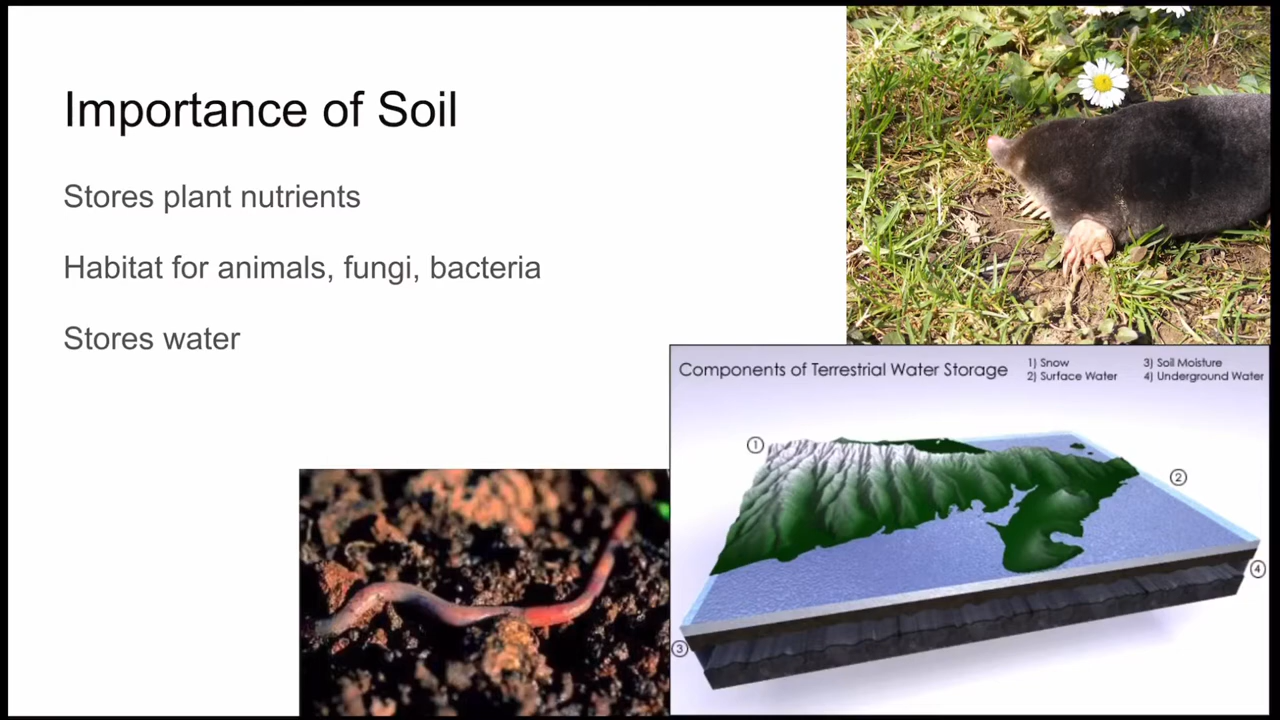 Importance of Soil
Stores plant nutrients
Habitat for animals, fungi, bacteria
Stores water
Components of Terrestrial Water Storage
1) Snow
2) Surface Water
3) Soil Moisture
4) Underground Water
1
2
4
3